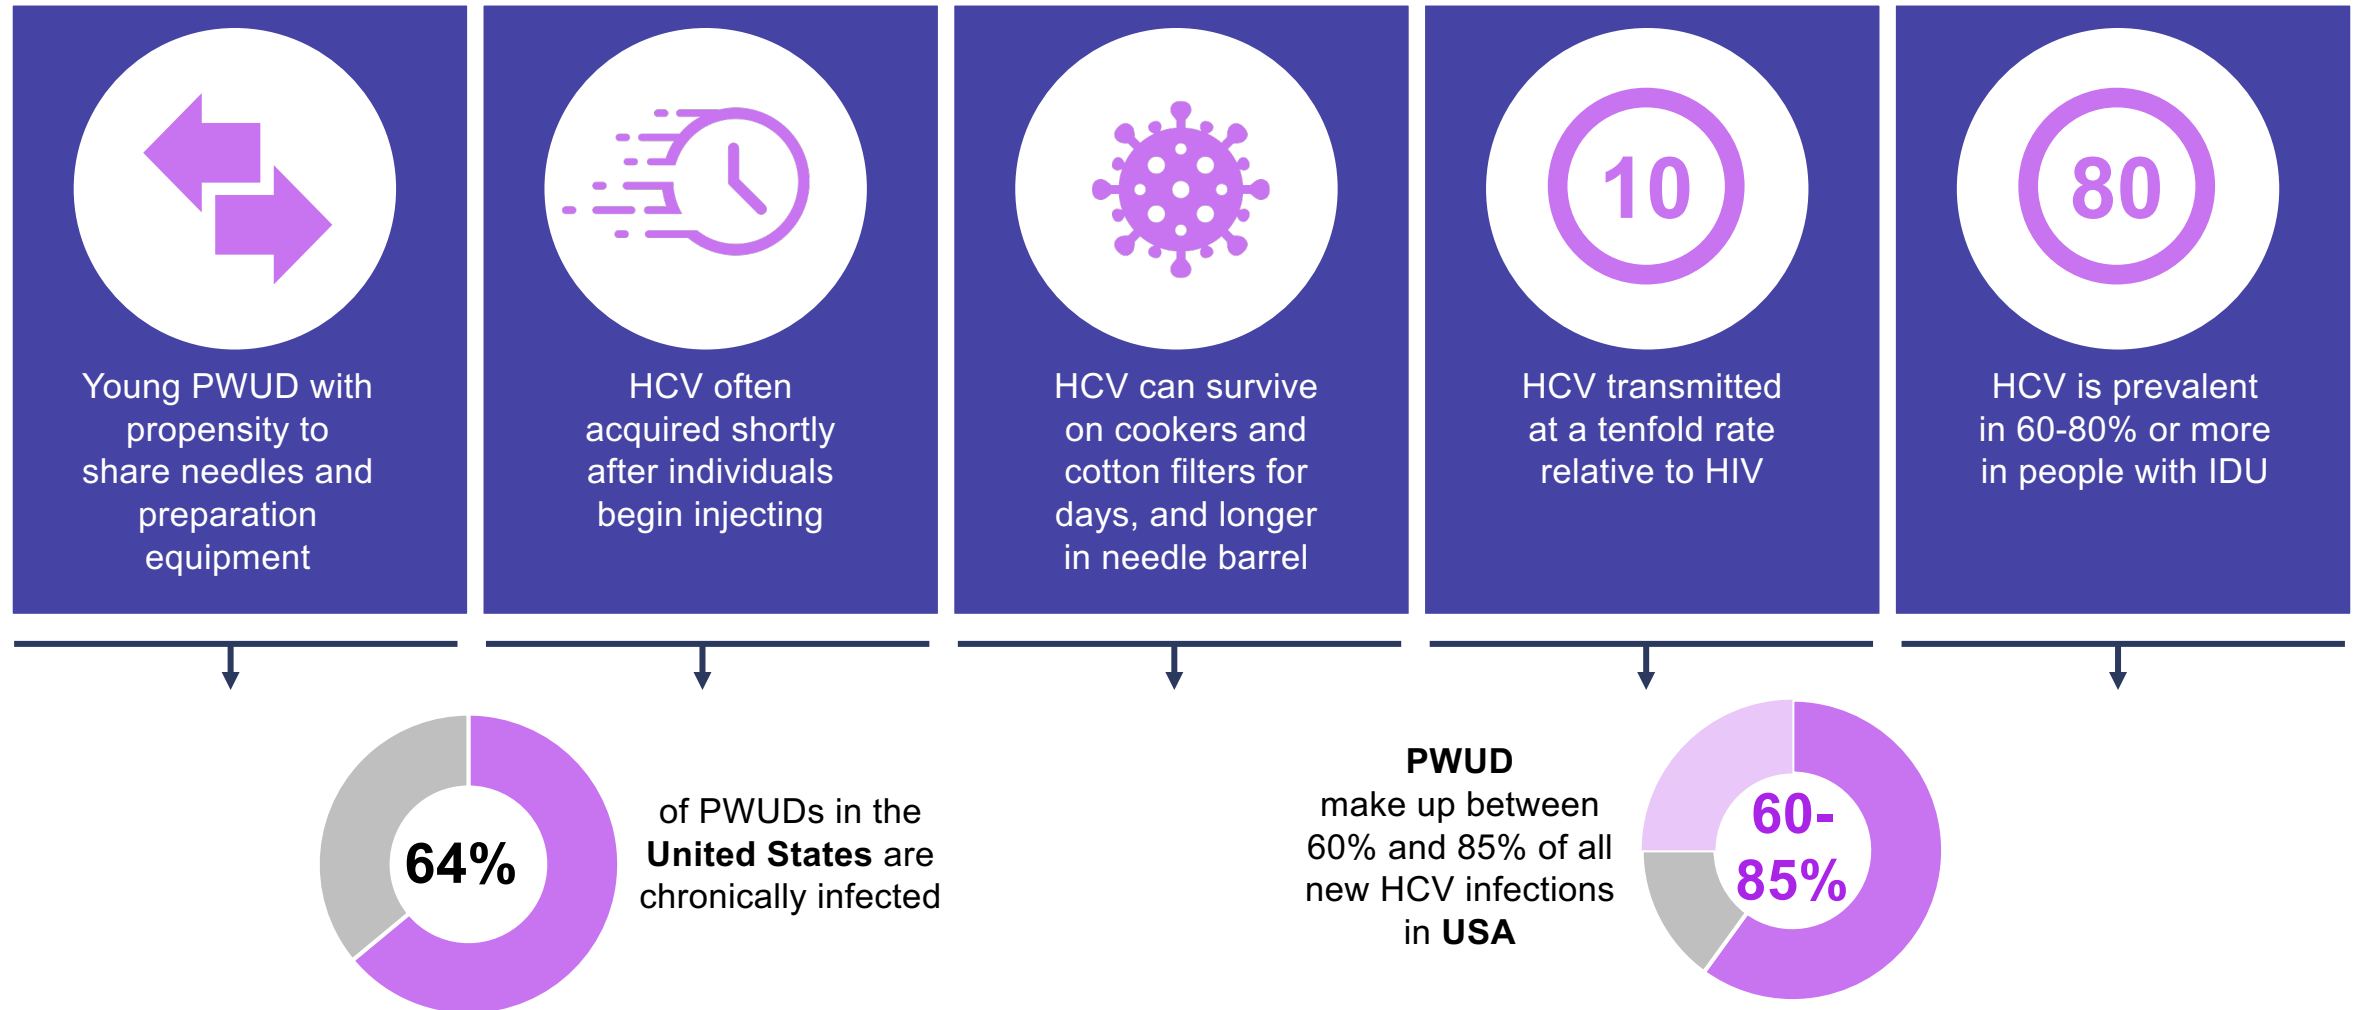 Young PWUD with
propensity to
share needles and
preparation
equipment
HCV often
acquired shortly
after individuals
begin injecting
HCV can survive
on cookers and
cotton filters for
days, and longer
in needle barrel
10
HCV transmitted
at a tenfold rate
relative to HIV
80
HCV is prevalent
in 60-80% or more
in people with IDU
64%
of PWUDs in the
United States are
chronically infected
PWUD
make up between
60% and 85% of all
new HCV infections
in USA
60-
85%